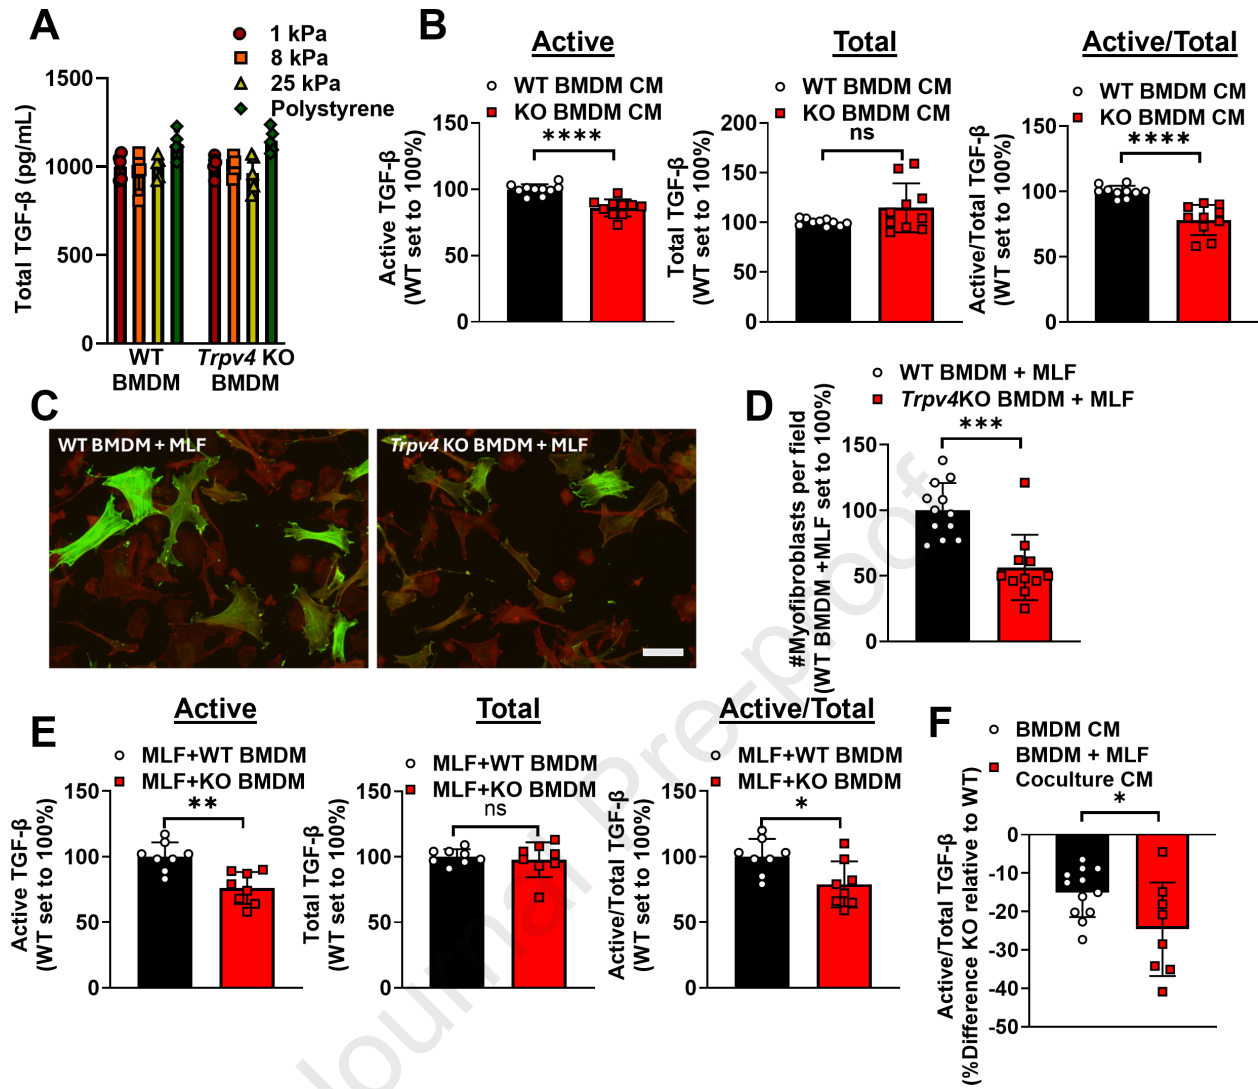 A
1 kPa
8 kPa
25 kPa
Polystyrene
Total TGF-β (pg/mL)
1500
1000
500
0
WT
BMDM
Trpv4 KO
BMDM
B
Active
WT BMDM CM
KO BMDM CM
****
Active TGF-β
(WT set to 100%)
150
100
50
0
Total
WT BMDM CM
KO BMDM CM
ns
Total TGF-β
(WT set to 100%)
200
150
100
50
0
Active/Total
WT BMDM CM
KO BMDM CM
****
Active/Total TGF-β
(WT set to 100%)
150
100
50
0
C
WT BMDM + MLF
Trpv4 KO BMDM + MLF
D
WT BMDM + MLF
Trpv4KO BMDM + MLF
***
#Myofibroblasts per field
(WT BMDM +MLF set to 100%)
150
100
50
0
E
Active
MLF+WT BMDM
MLF+KO BMDM
**
Active TGF-β
(WT set to 100%)
150
100
50
0
Total
MLF+WT BMDM
MLF+KO BMDM
ns
Total TGF-β
(WT set to 100%)
150
100
50
0
Active/Total
MLF+WT BMDM
MLF+KO BMDM
*
Active/Total TGF-β
(WT set to 100%)
150
100
50
0
F
BMDM CM
BMDM + MLF
Coculture CM
*
Active/Total TGF-β
(%Difference KO relative to WT)
0
-10
-20
-30
-40
-50
Journal Pre-proof